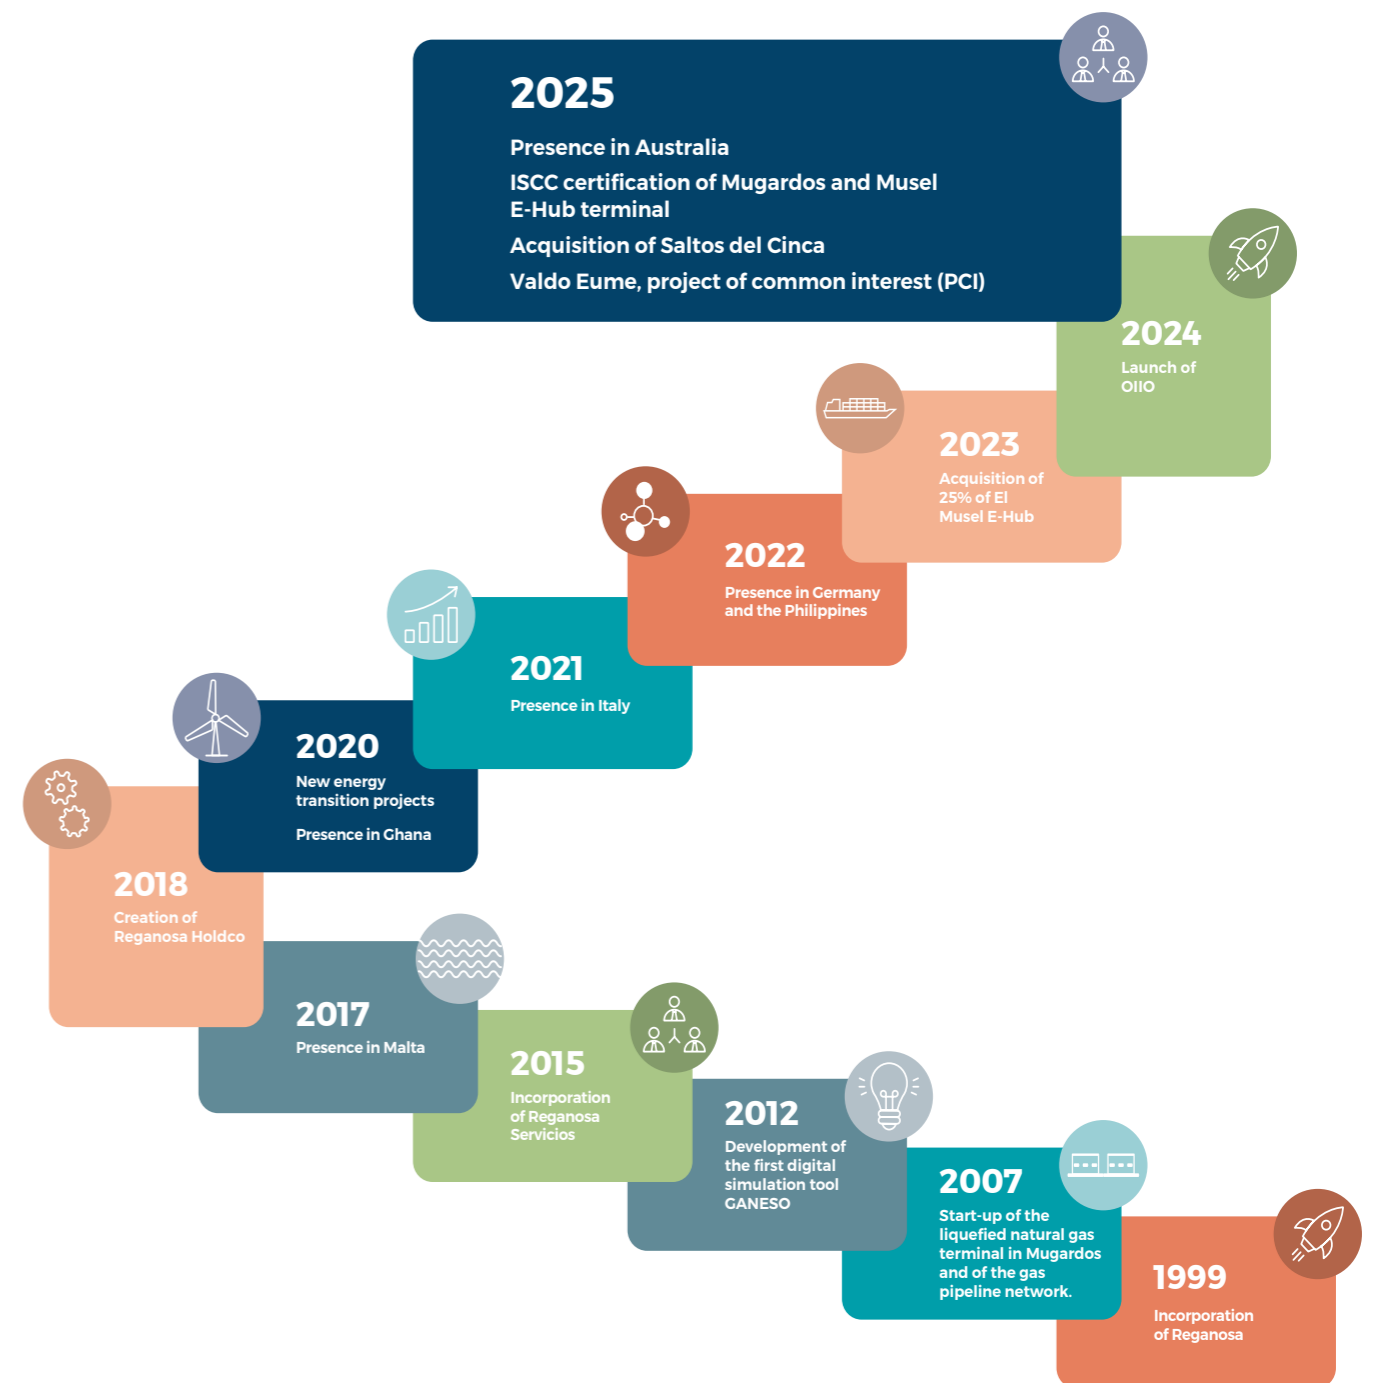 2025
Presence in Australia
ISCC certification of Mugardos and Musel
E-Hub terminal
Acquisition of Saltos del Cinca
Valdo Eume, project of common interest (PCI)
2024
Launch of
OIIO
2023
Acquisition of
25% of El
Musel E-Hub
2022
Presence in Germany
and the Philippines
2021
Presence in Italy
2020
New energy
transition projects
Presence in Ghana
2018
Creation of
Reganosa Holdco
2017
Presence in Malta
2015
Incorporation
of Reganosa
Servicios
2012
Development of
the first digital
simulation tool
GANESO
2007
Start-up of the
liquefied natural gas
terminal in Mugardos
and of the gas
pipeline network.
1999
Incorporation
of Reganosa